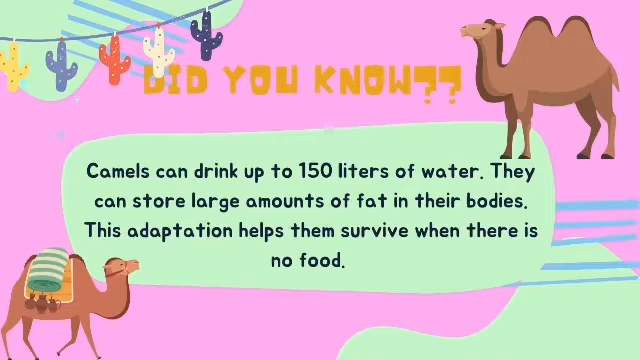 DID YOU KNOW??
Camels can drink up to 150 liters of water. They
can store large amounts of fat in their bodies.
This adaptation helps them survive when there is
no food.